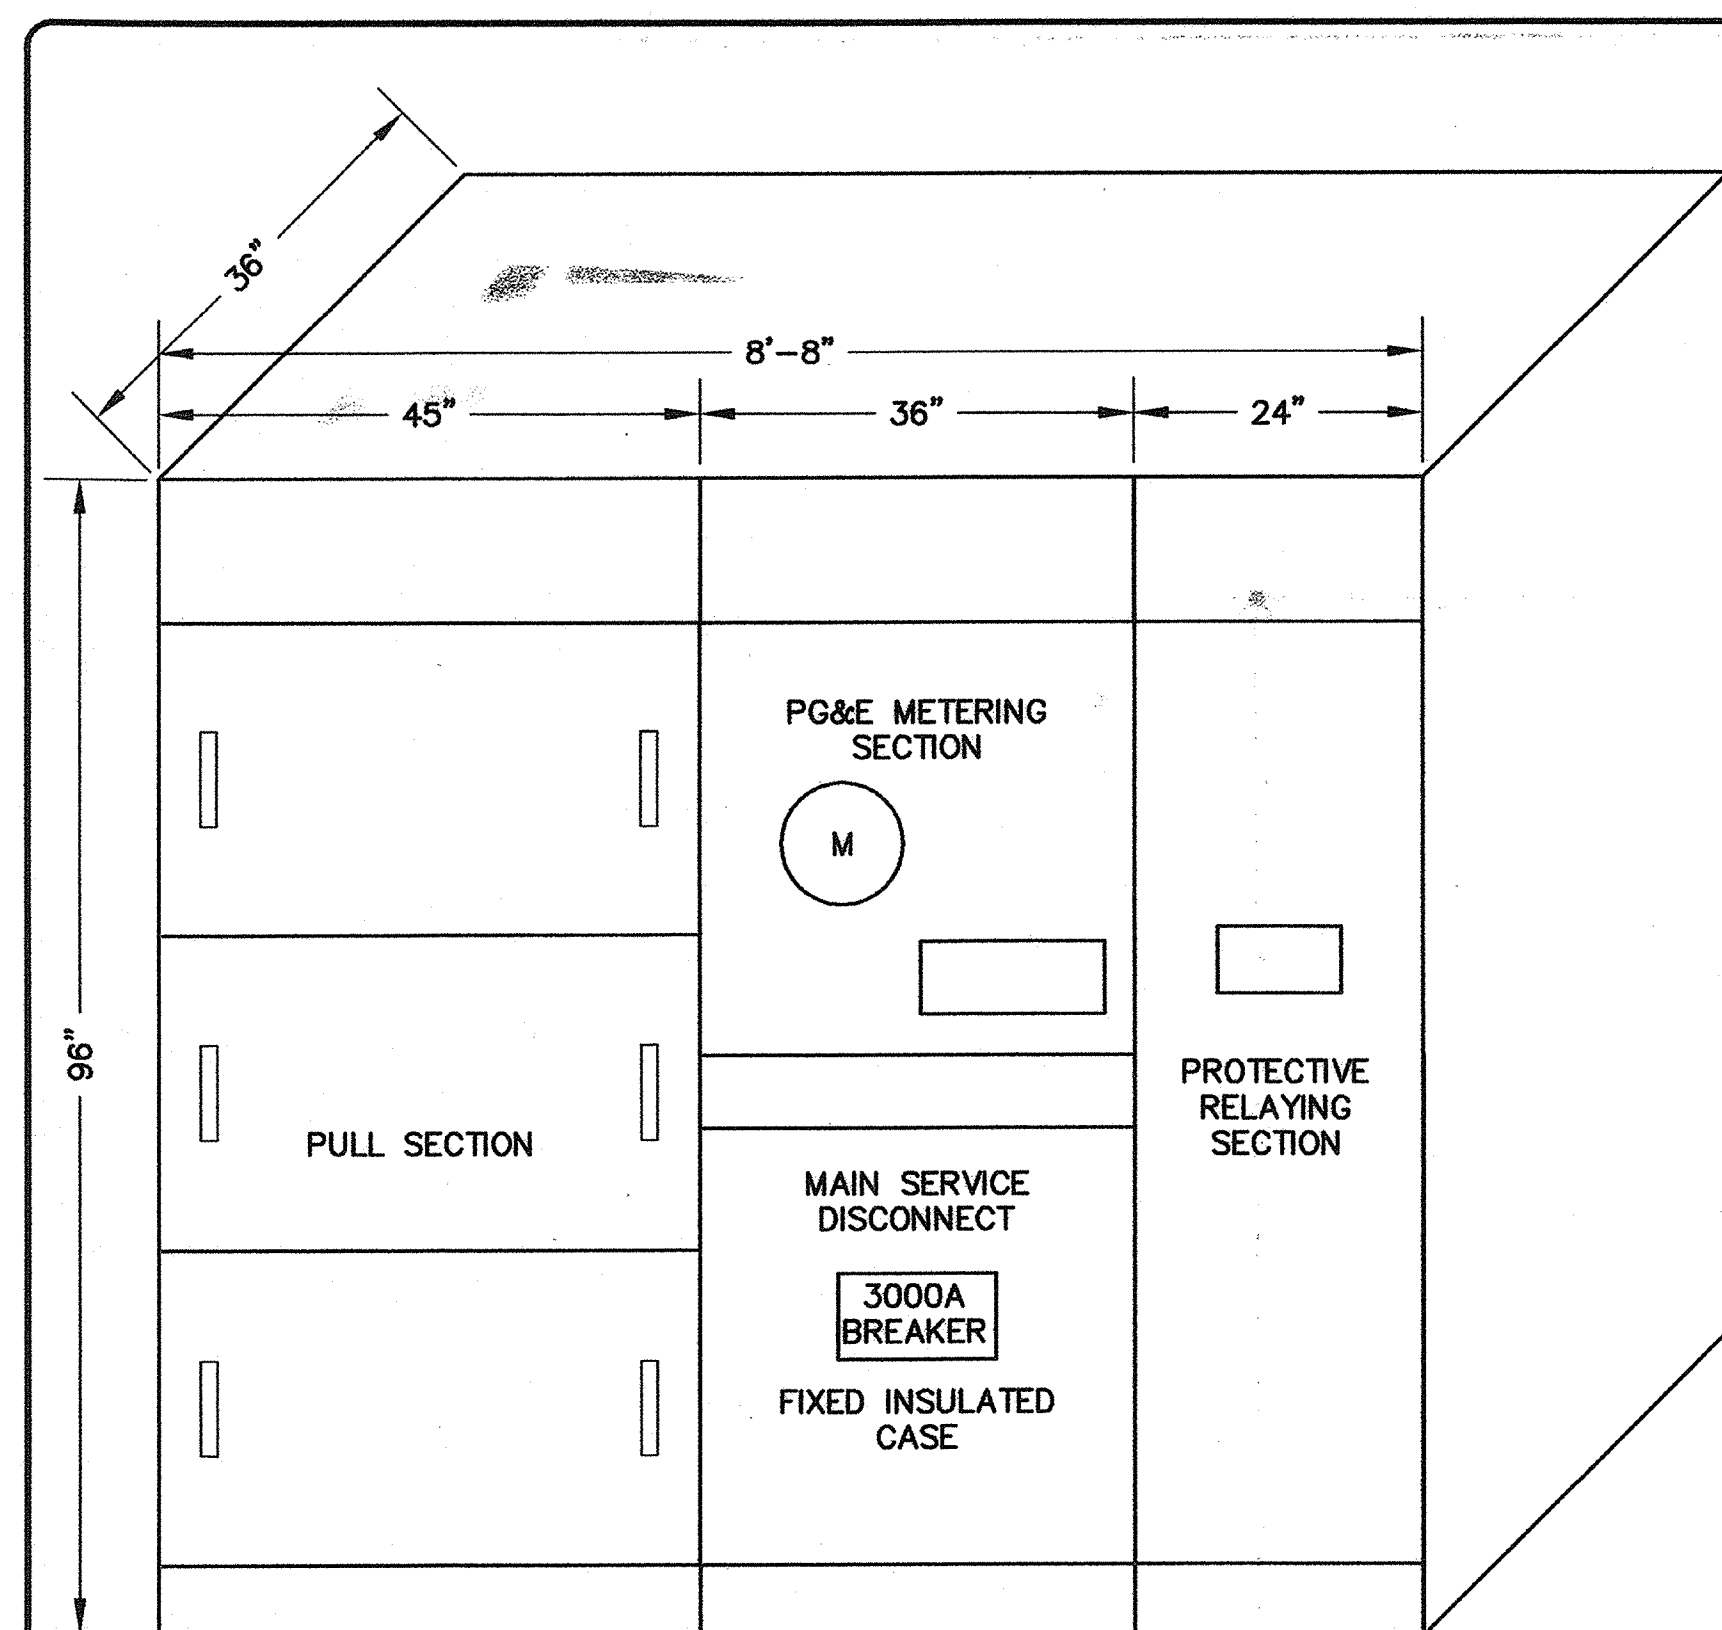 36"
8'-8"
45"
36"
24"
96"
PG&E METERING
SECTION
M
PULL SECTION
PROTECTIVE
RELAYING
SECTION
MAIN SERVICE
DISCONNECT
3000A
BREAKER
FIXED INSULATED
CASE